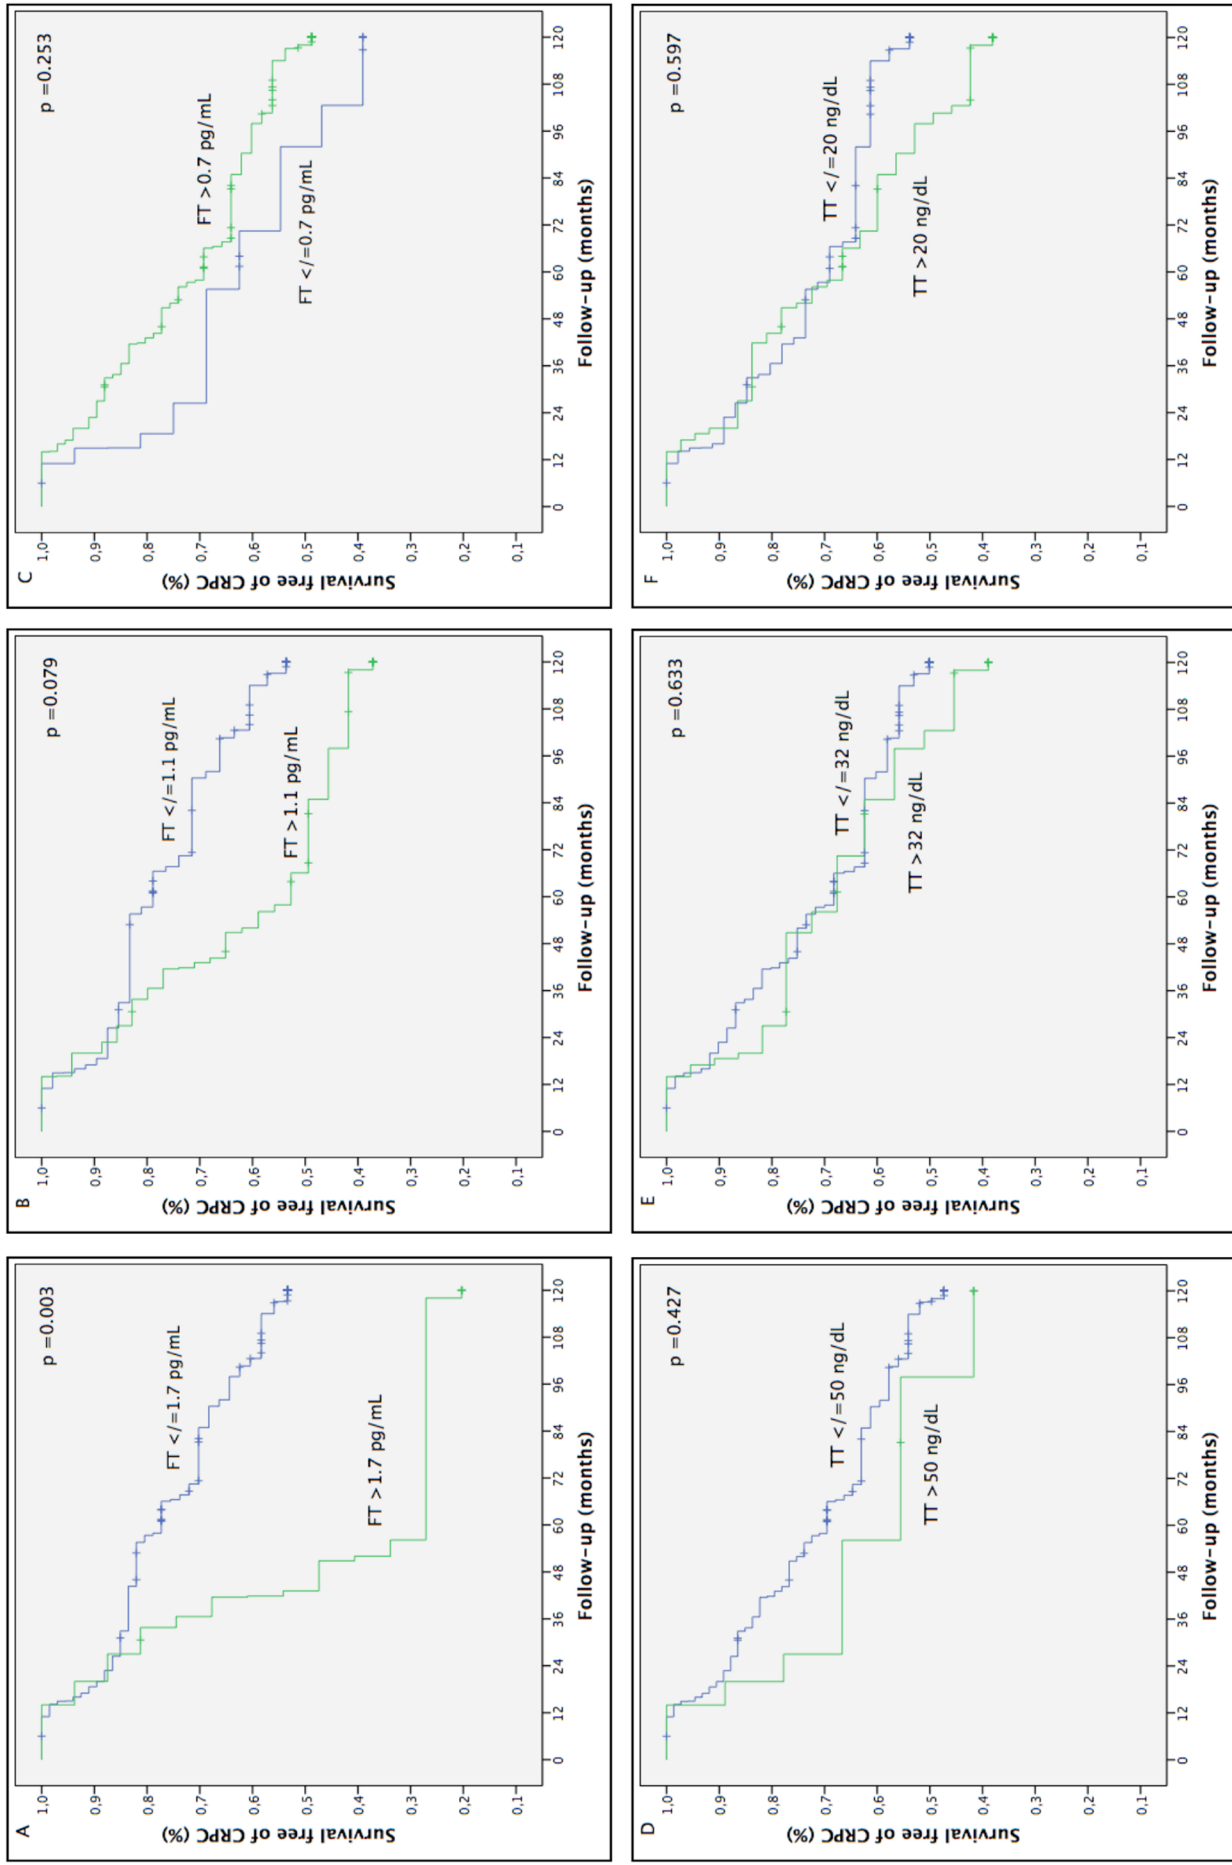 A
p =0.003
FT </=1.7 pg/mL
FT >1.7 pg/mL
Survival free of CRPC (%)
1,0
0,9
0,8
0,7
0,6
0,5
0,4
0,3
0,2
0,1
0 12 24 36 48 60 72 84 96 108 120
Follow-up (months)
B
p =0.079
FT </=1.1 pg/mL
FT >1.1 pg/mL
Survival free of CRPC (%)
1,0
0,9
0,8
0,7
0,6
0,5
0,4
0,3
0,2
0,1
0 12 24 36 48 60 72 84 96 108 120
Follow-up (months)
C
p =0.253
FT >0.7 pg/mL
FT </=0.7 pg/mL
Survival free of CRPC (%)
1,0
0,9
0,8
0,7
0,6
0,5
0,4
0,3
0,2
0,1
0 12 24 36 48 60 72 84 96 108 120
Follow-up (months)
D
p =0.427
TT </=50 ng/dL
TT >50 ng/dL
Survival free of CRPC (%)
1,0
0,9
0,8
0,7
0,6
0,5
0,4
0,3
0,2
0,1
0 12 24 36 48 60 72 84 96 108 120
Follow-up (months)
E
p =0.633
TT </=32 ng/dL
TT >32 ng/dL
Survival free of CRPC (%)
1,0
0,9
0,8
0,7
0,6
0,5
0,4
0,3
0,2
0,1
0 12 24 36 48 60 72 84 96 108 120
Follow-up (months)
F
p =0.597
TT </=20 ng/dL
TT >20 ng/dL
Survival free of CRPC (%)
1,0
0,9
0,8
0,7
0,6
0,5
0,4
0,3
0,2
0,1
0 12 24 36 48 60 72 84 96 108 120
Follow-up (months)